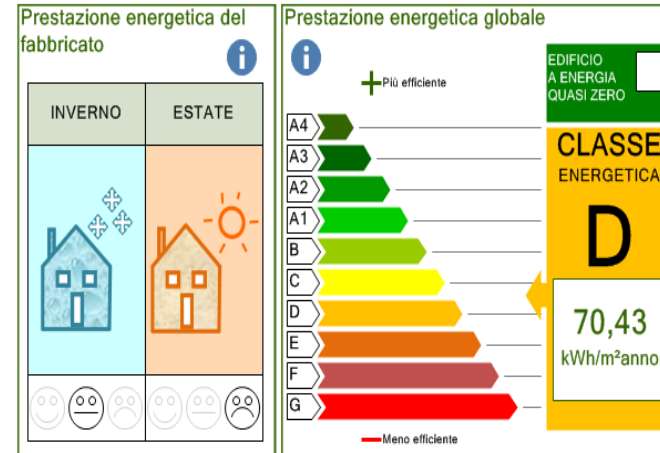 Prestazione energetica del
fabbricato
i
INVERNO
ESTATE
Prestazione energetica globale
i
Più efficiente
A4
A3
A2
A1
B
C
D
E
F
G
Meno efficiente
EDIFICIO
A ENERGIA
QUASI ZERO
CLASSE
ENERGETICA
D
70,43
kWh/m²anno